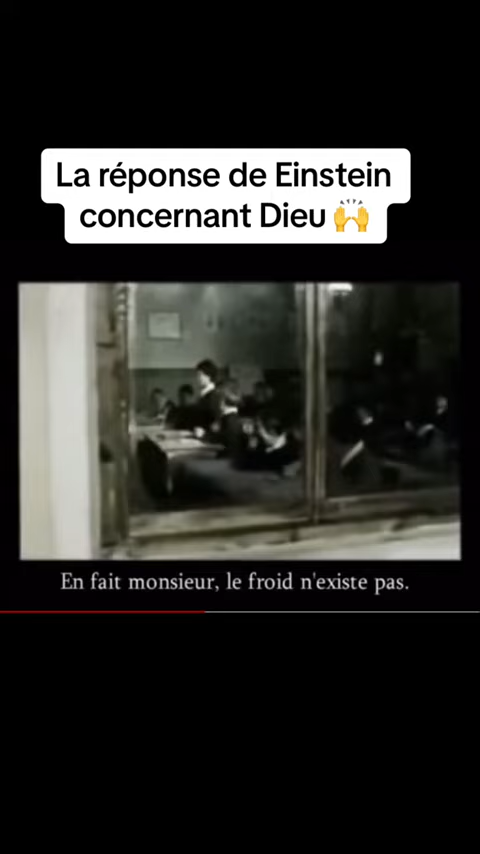 La réponse de Einstein
concernant Dieu 🙌
En fait monsieur, le froid n'existe pas.